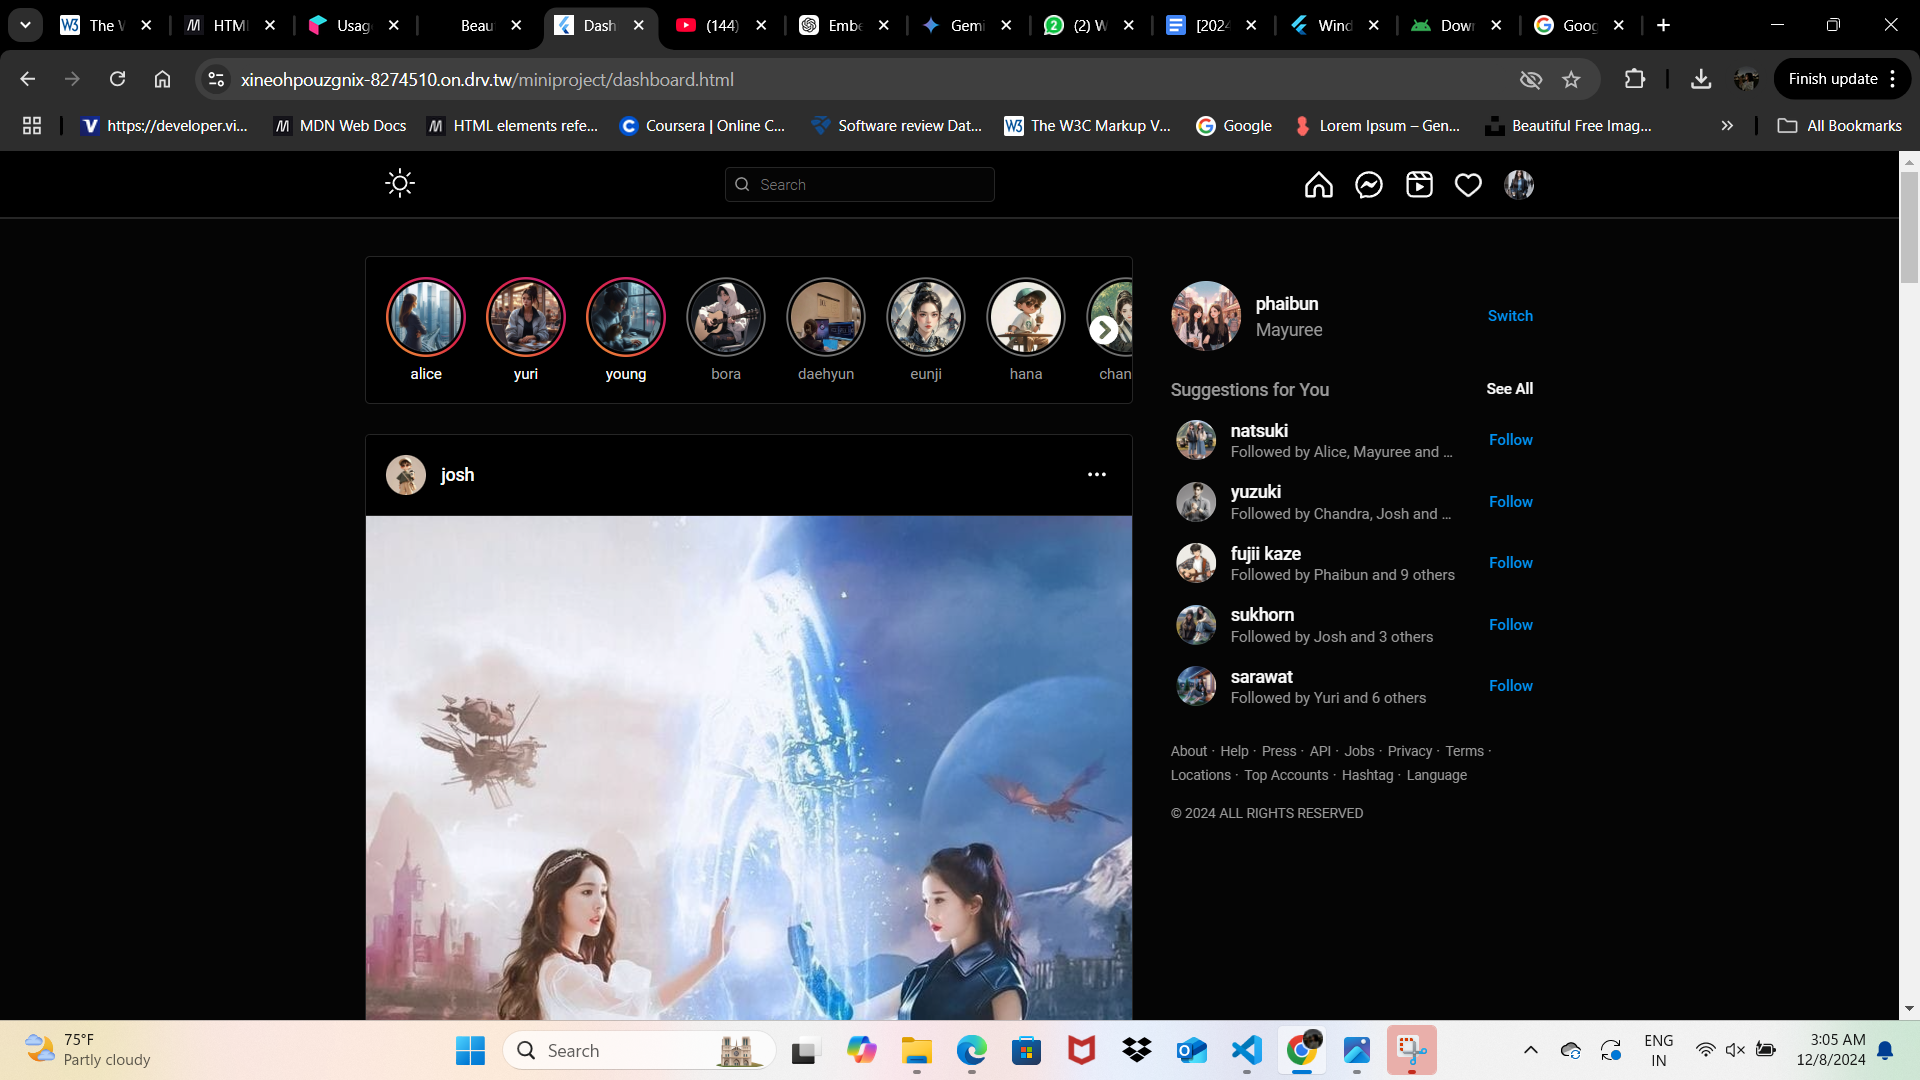 The V
HTML
Usag
Beau
Dash
(144)
Embe
Gemi
(2) W
[2024
Wind
Dow
Goog
xineohpouzgnix-8274510.on.drv.tw/miniproject/dashboard.html
Finish update
https://developer.vi...
MDN Web Docs
HTML elements refe...
Coursera | Online C...
Software review Dat...
The W3C Markup V...
Google
Lorem Ipsum – Gen...
Beautiful Free Imag...
All Bookmarks
Search
alice
yuri
young
bora
daehyun
eunji
hana
chan
phaibun
Mayuree
Switch
Suggestions for You
See All
natsuki
Followed by Alice, Mayuree and ...
Follow
yuzuki
Followed by Chandra, Josh and ...
Follow
fujii kaze
Followed by Phaibun and 9 others
Follow
sukhorn
Followed by Josh and 3 others
Follow
sarawat
Followed by Yuri and 6 others
Follow
About · Help · Press · API · Jobs · Privacy · Terms ·
Locations · Top Accounts · Hashtag · Language
© 2024 ALL RIGHTS RESERVED
josh
75°F
Partly cloudy
Search
ENG
IN
3:05 AM
12/8/2024